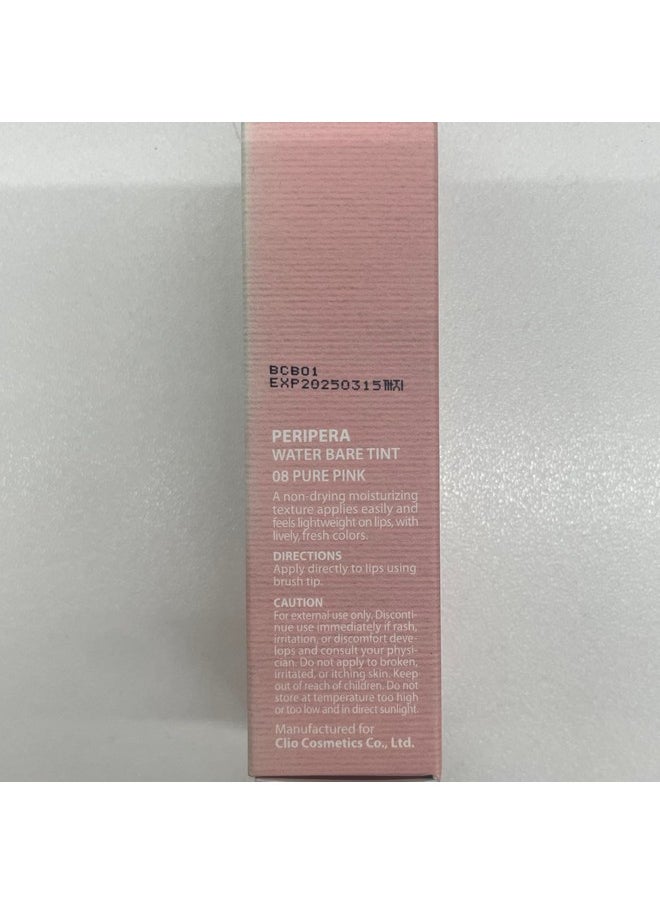 BCB01
EXP20250315까지
PERIPERA
WATER BARE TINT
08 PURE PINK
A non-drying moisturizing
texture applies easily and
feels lightweight on lips, with
lively, fresh colors.
DIRECTIONS
Apply directly to lips using
brush tip.
CAUTION
For external use only. Disconti-
nue use immediately if rash,
irritation, or discomfort deve-
lops and consult your physi-
cian. Do not apply to broken,
irritated, or itching skin. Keep
out of reach of children. Do not
store at temperature too high
or too low and in direct sunlight.
Manufactured for
Clio Cosmetics Co., Ltd.